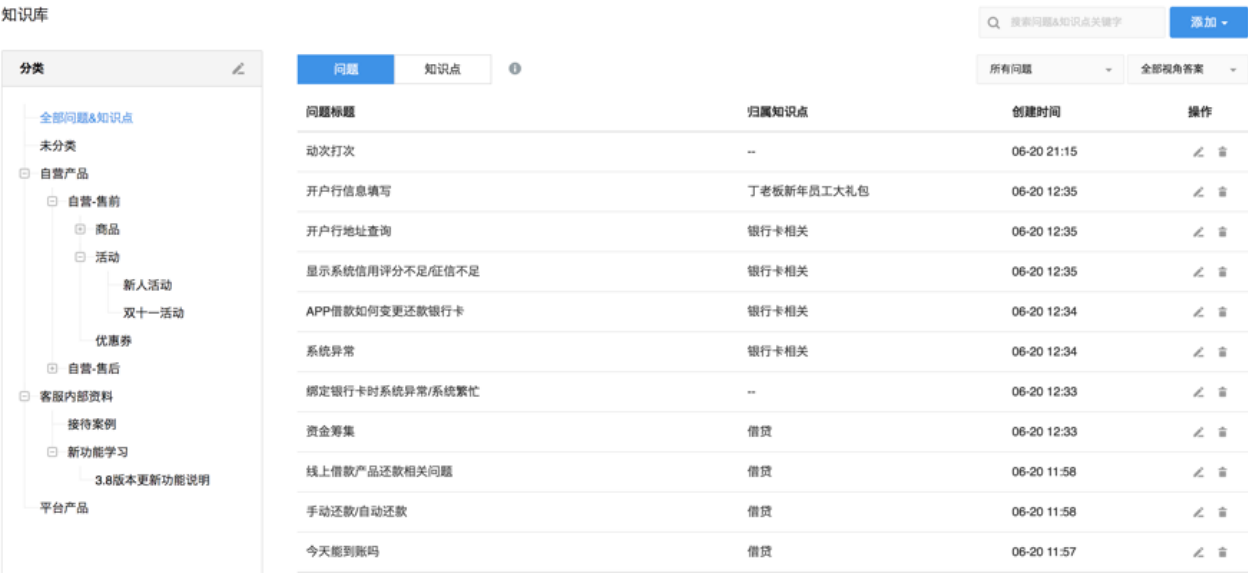 知识库
搜索问题&知识点关键字
添加
分类
问题
知识点
所有问题
全部视角答案
全部问题&知识点
未分类
自营产品
自营-售前
商品
活动
新人活动
双十一活动
优惠券
自营-售后
客服内部资料
接待案例
新功能学习
3.8版本更新功能说明
平台产品
问题标题 归属知识点 创建时间 操作
动次打次 -- 06-20 21:15
开户行信息填写 丁老板新年员工大礼包 06-20 12:35
开户行地址查询 银行卡相关 06-20 12:35
显示系统信用评分不足/征信不足 银行卡相关 06-20 12:35
APP借款如何变更还款银行卡 银行卡相关 06-20 12:34
系统异常 银行卡相关 06-20 12:34
绑定银行卡时系统异常/系统繁忙 -- 06-20 12:33
资金筹集 借贷 06-20 12:33
线上借款产品还款相关问题 借贷 06-20 11:58
手动还款/自动还款 借贷 06-20 11:58
今天能到账吗 借贷 06-20 11:57